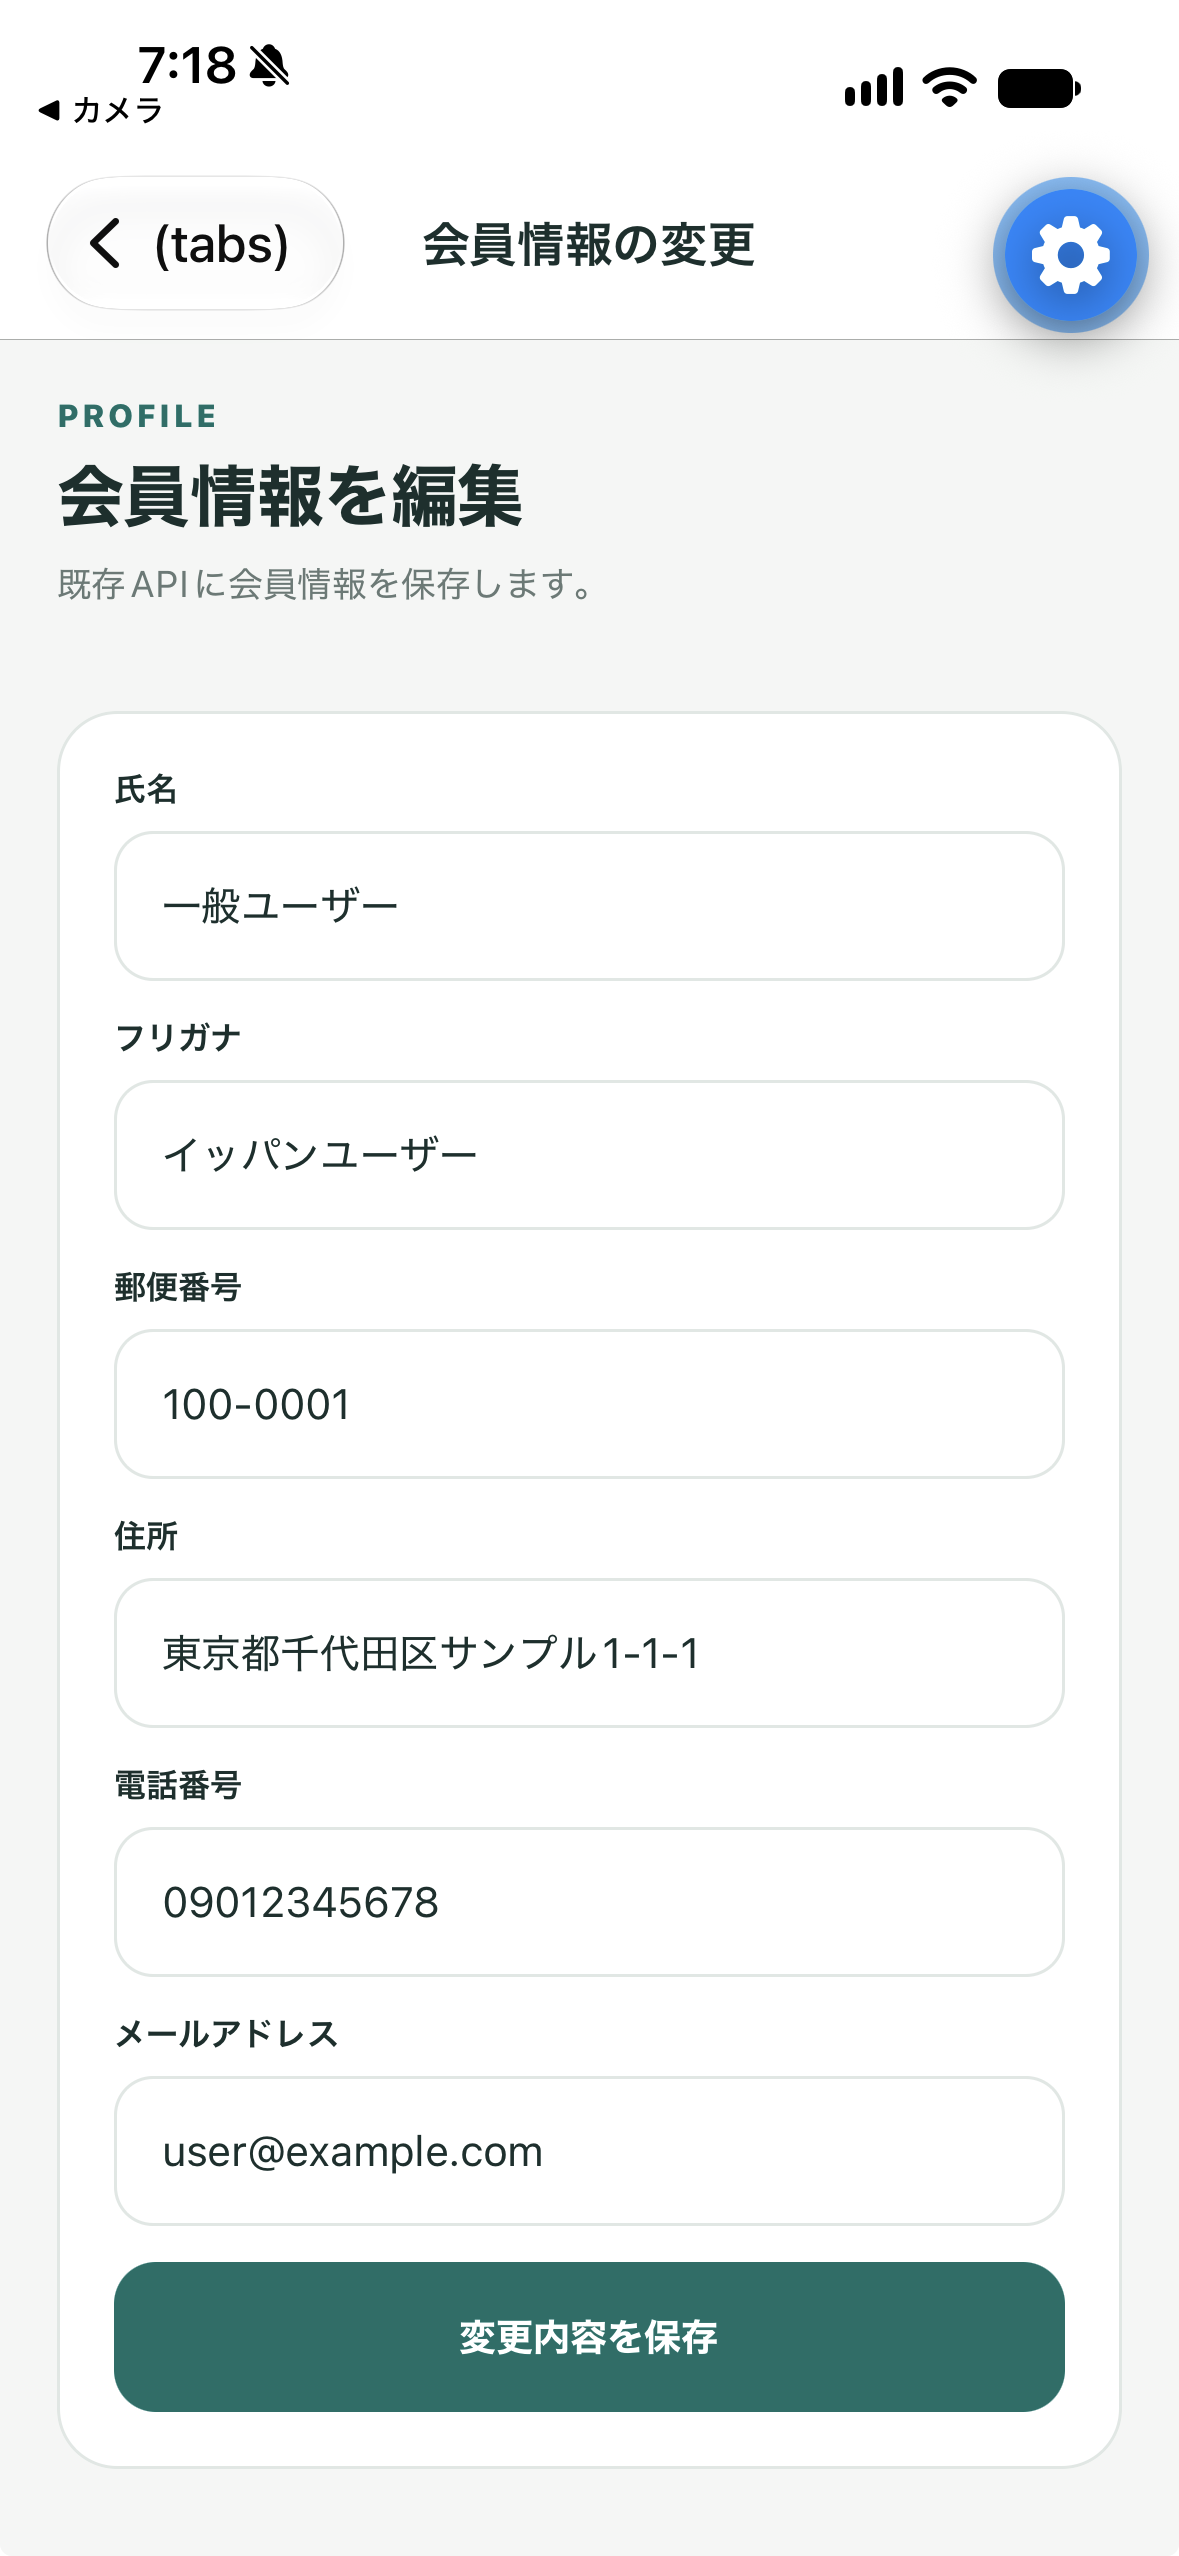 7:18
◀ カメラ
(tabs)
会員情報の変更
PROFILE
会員情報を編集
既存APIに会員情報を保存します。
氏名
一般ユーザー
フリガナ
イッパンユーザー
郵便番号
100-0001
住所
東京都千代田区サンプル1-1-1
電話番号
09012345678
メールアドレス
user@example.com
変更内容を保存